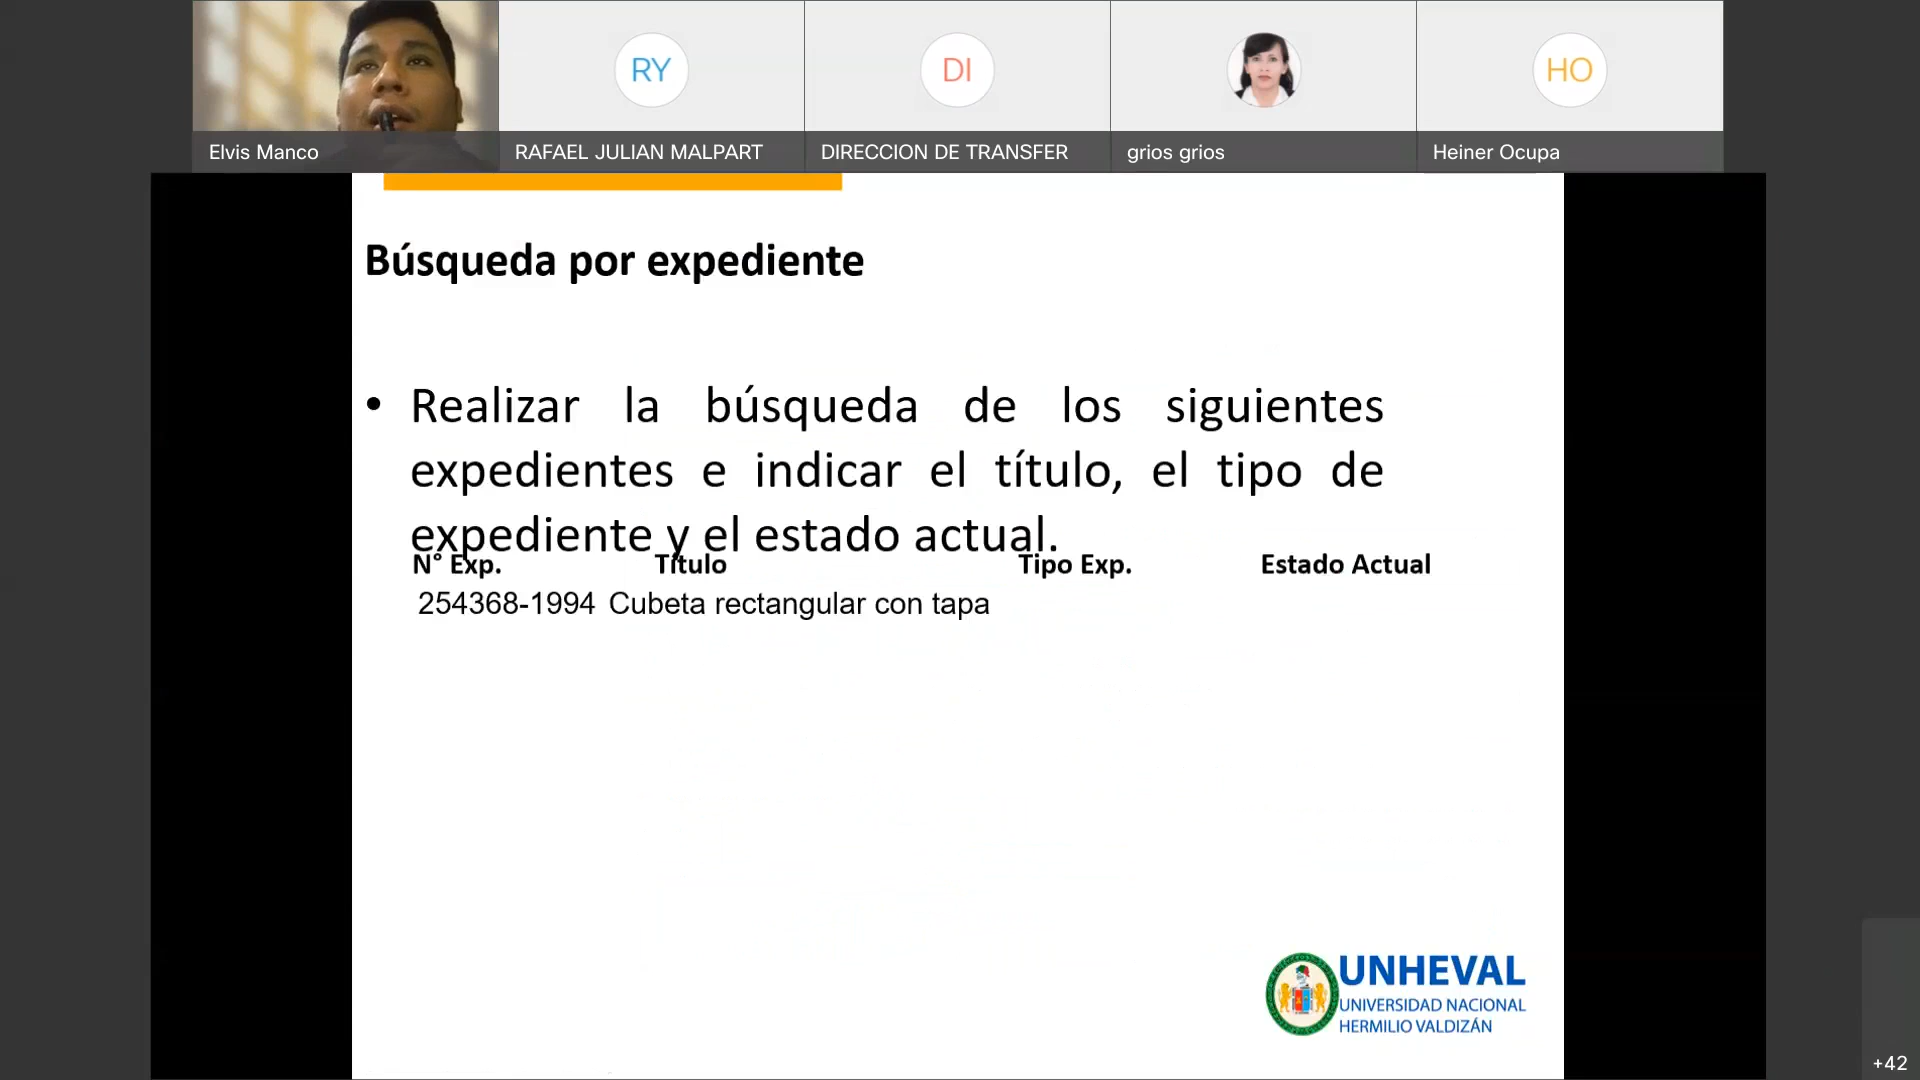 RY
DI
HO
Elvis Manco
RAFAEL JULIAN MALPART
DIRECCION DE TRANSFER
grios grios
Heiner Ocupa
Búsqueda por expediente
• Realizar la búsqueda de los siguientes
expedientes e indicar el título, el tipo de
expediente y el estado actual.
N° Exp. Título Tipo Exp. Estado Actual
254368-1994 Cubeta rectangular con tapa
UNHEVAL
UNIVERSIDAD NACIONAL
HERMILIO VALDIZÁN
+42